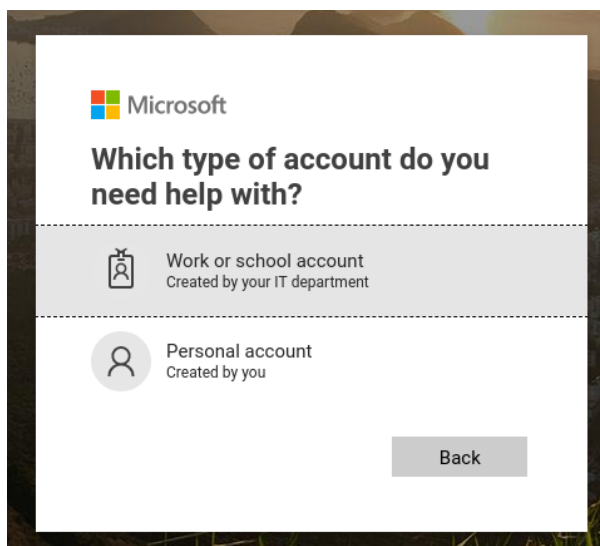 Microsoft
Which type of account do you
need help with?
Work or school account
Created by your IT department
Personal account
Created by you
Back